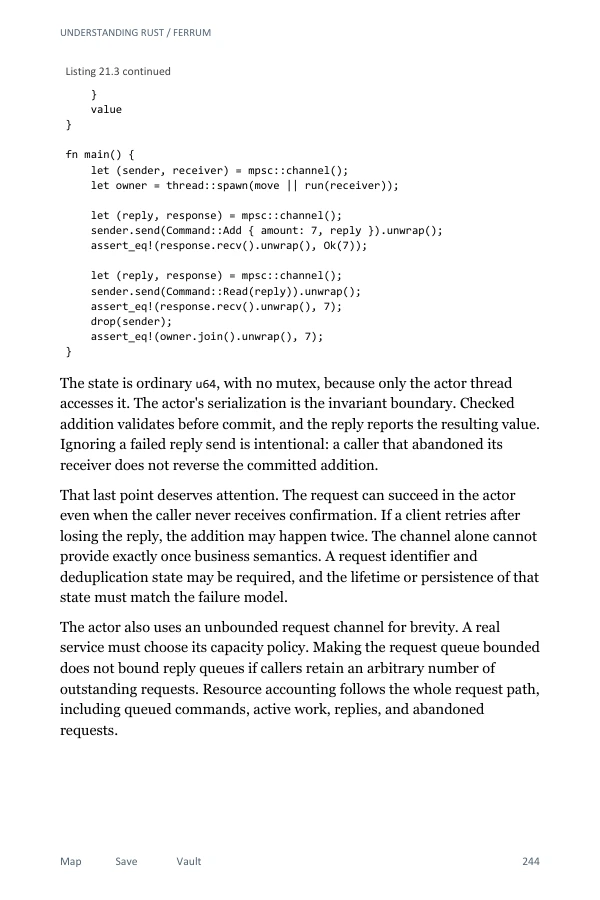 UNDERSTANDING RUST / FERRUM
Listing 21.3 continued
    }
    value
}

fn main() {
    let (sender, receiver) = mpsc::channel();
    let owner = thread::spawn(move || run(receiver));

    let (reply, response) = mpsc::channel();
    sender.send(Command::Add { amount: 7, reply }).unwrap();
    assert_eq!(response.recv().unwrap(), Ok(7));

    let (reply, response) = mpsc::channel();
    sender.send(Command::Read(reply)).unwrap();
    assert_eq!(response.recv().unwrap(), 7);
    drop(sender);
    assert_eq!(owner.join().unwrap(), 7);
}
The state is ordinary u64, with no mutex, because only the actor thread
accesses it. The actor's serialization is the invariant boundary. Checked
addition validates before commit, and the reply reports the resulting value.
Ignoring a failed reply send is intentional: a caller that abandoned its
receiver does not reverse the committed addition.
That last point deserves attention. The request can succeed in the actor
even when the caller never receives confirmation. If a client retries after
losing the reply, the addition may happen twice. The channel alone cannot
provide exactly once business semantics. A request identifier and
deduplication state may be required, and the lifetime or persistence of that
state must match the failure model.
The actor also uses an unbounded request channel for brevity. A real
service must choose its capacity policy. Making the request queue bounded
does not bound reply queues if callers retain an arbitrary number of
outstanding requests. Resource accounting follows the whole request path,
including queued commands, active work, replies, and abandoned
requests.
Map Save Vault 244